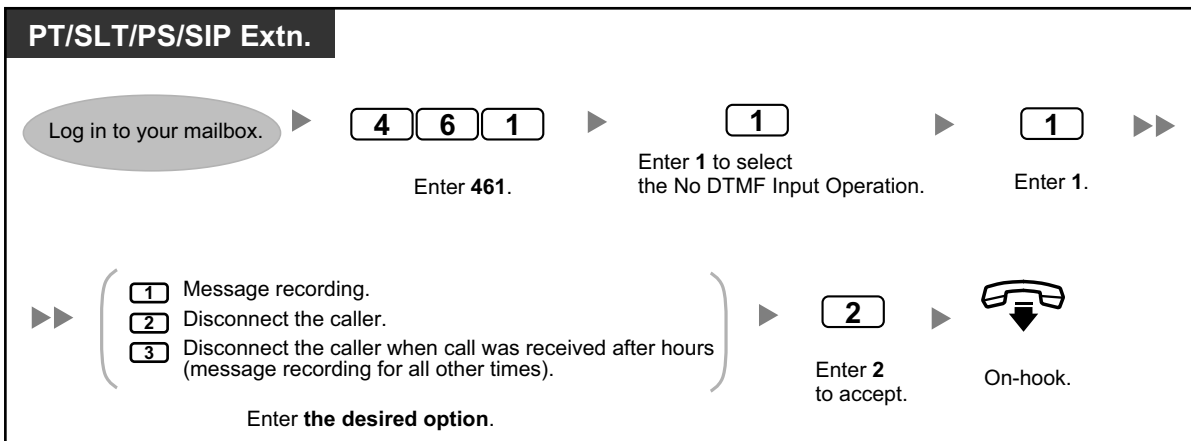 PT/SLT/PS/SIP Extn.
Log in to your mailbox.
4 6 1
Enter 461.
1
Enter 1 to select
the No DTMF Input Operation.
1
Enter 1.
1 Message recording.
2 Disconnect the caller.
3 Disconnect the caller when call was received after hours
(message recording for all other times).
Enter the desired option.
2
Enter 2
to accept.
On-hook.